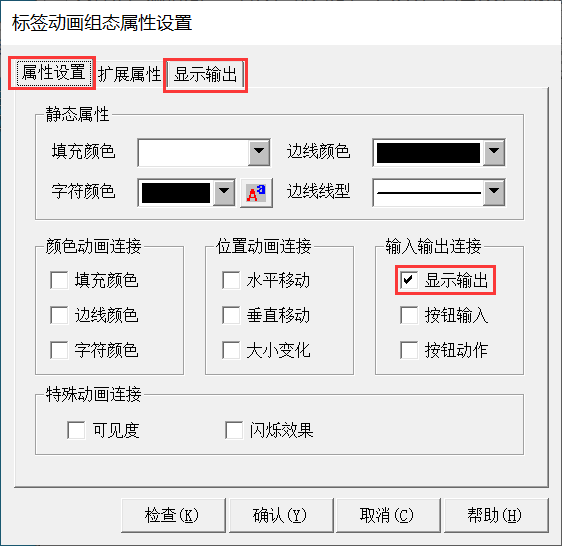 标签动画组态属性设置
属性设置 扩展属性 显示输出
静态属性
填充颜色 边线颜色
字符颜色 Aa 边线线型
颜色动画连接 位置动画连接 输入输出连接
填充颜色 水平移动 显示输出
边线颜色 垂直移动 按钮输入
字符颜色 大小变化 按钮动作
特殊动画连接
可见度 闪烁效果
检查(K) 确认(Y) 取消(C) 帮助(H)